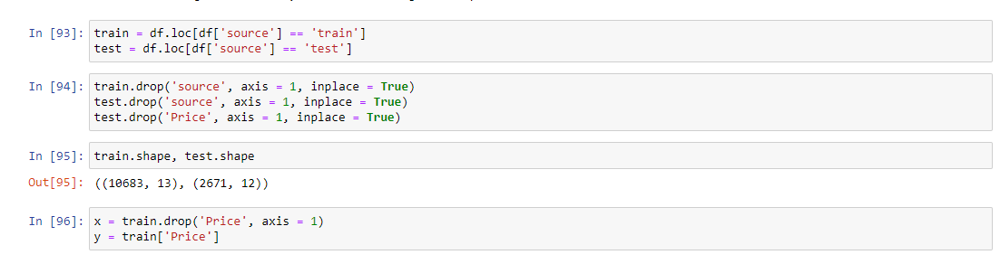 In [93]: train = df.loc[df['source'] == 'train']
test = df.loc[df['source'] == 'test']
In [94]: train.drop('source', axis = 1, inplace = True)
test.drop('source', axis = 1, inplace = True)
test.drop('Price', axis = 1, inplace = True)
In [95]: train.shape, test.shape
Out[95]: ((10683, 13), (2671, 12))
In [96]: x = train.drop('Price', axis = 1)
y = train['Price']